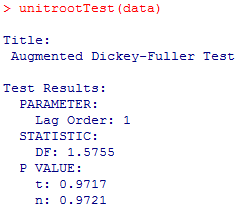 > unitrootTest(data)
Title:
Augmented Dickey-Fuller Test
Test Results:
PARAMETER:
Lag Order: 1
STATISTIC:
DF: 1.5755
P VALUE:
t: 0.9717
n: 0.9721